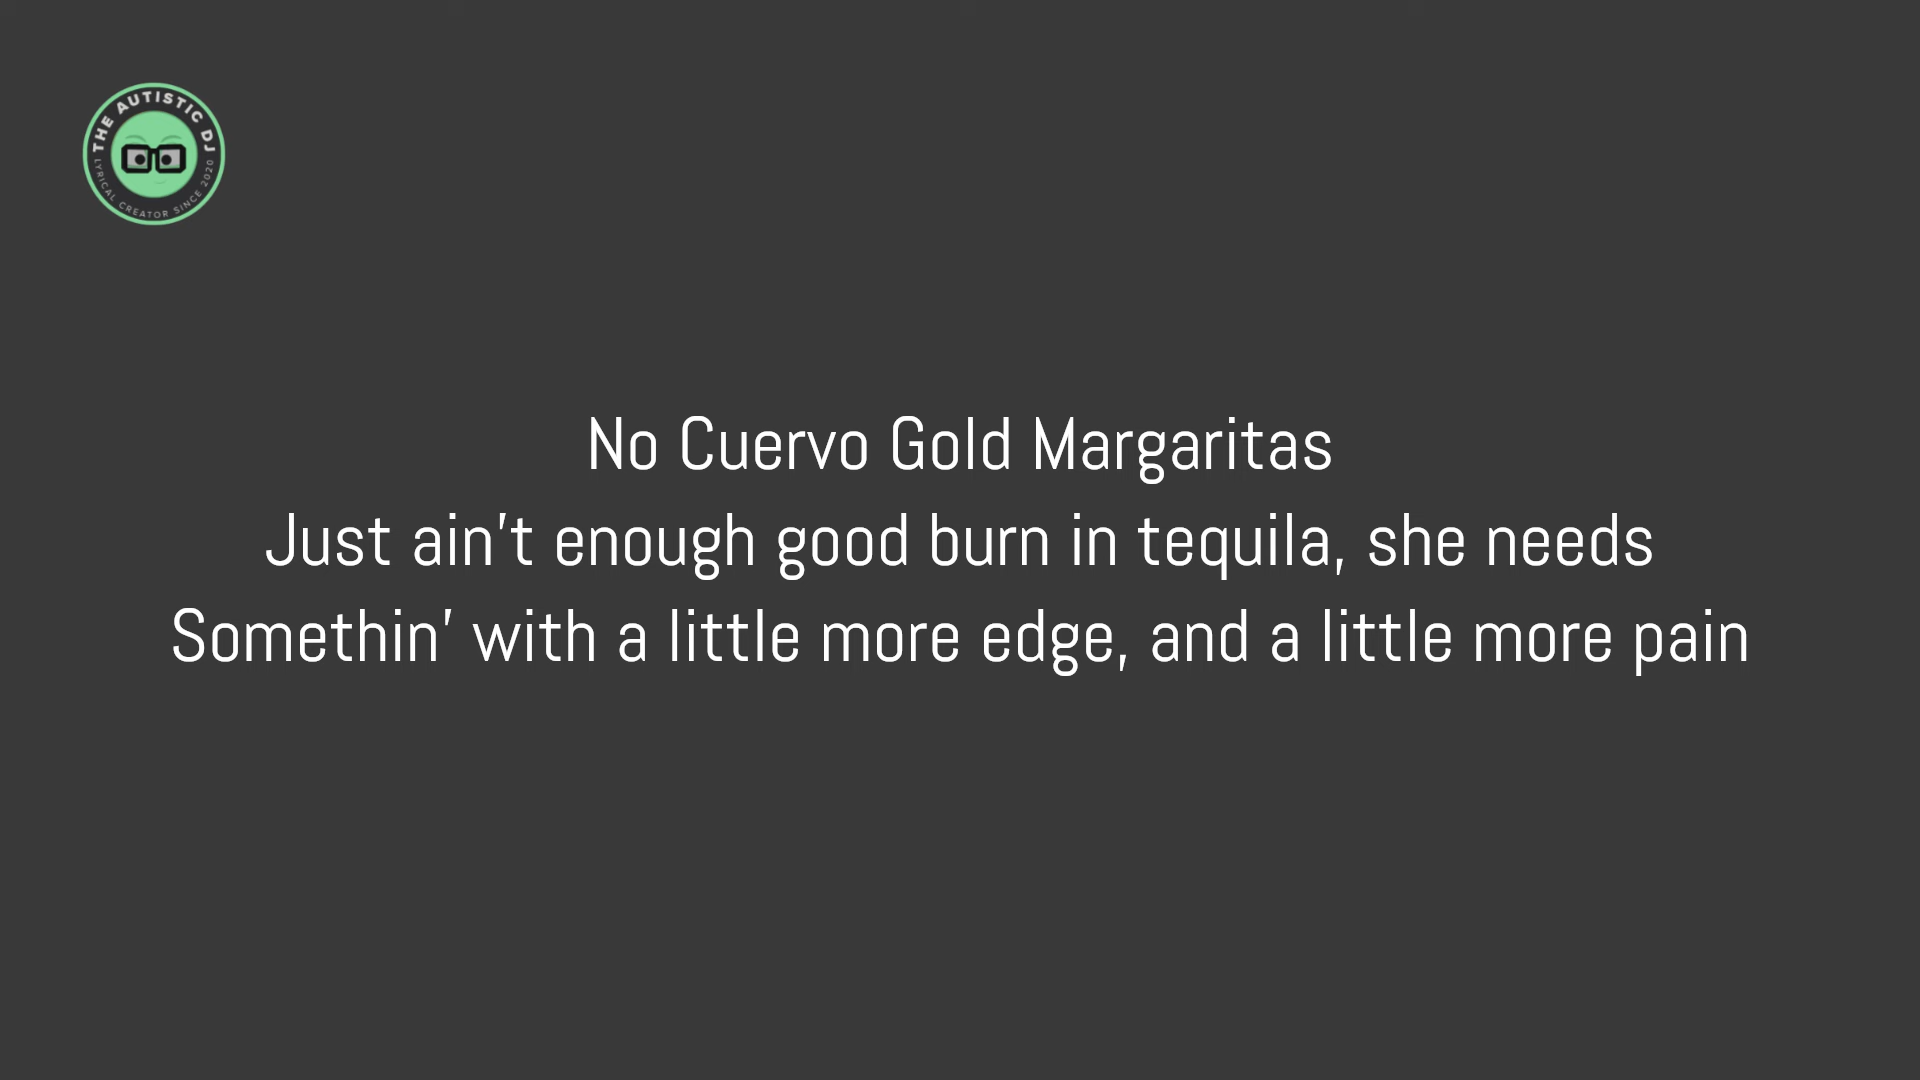 THE AUTISTIC DJ
LYRICAL CREATOR SINCE 2020
No Cuervo Gold Margaritas
Just ain't enough good burn in tequila, she needs
Somethin' with a little more edge, and a little more pain